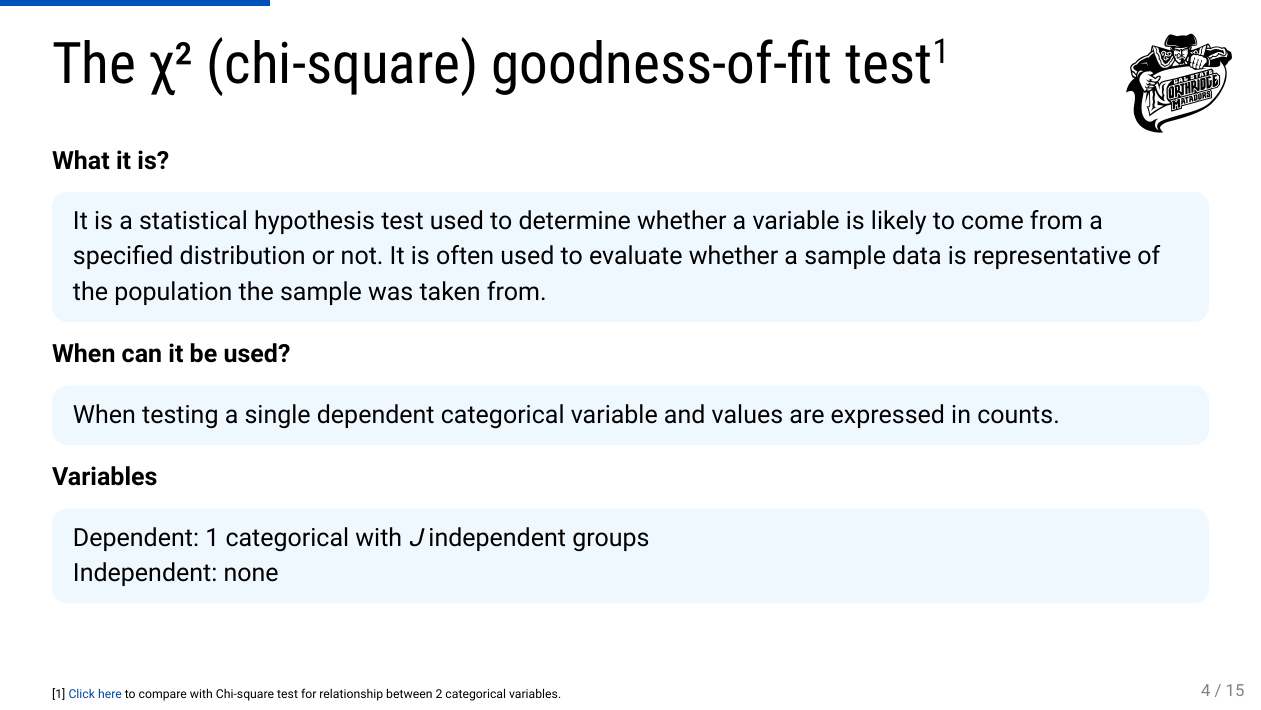 The χ² (chi-square) goodness-of-fit test¹
CAL STATE
NORTHRIDGE
MATADORS
What it is?
It is a statistical hypothesis test used to determine whether a variable is likely to come from a
specified distribution or not. It is often used to evaluate whether a sample data is representative of
the population the sample was taken from.
When can it be used?
When testing a single dependent categorical variable and values are expressed in counts.
Variables
Dependent: 1 categorical with J independent groups
Independent: none
[1] Click here to compare with Chi-square test for relationship between 2 categorical variables.
4 / 15